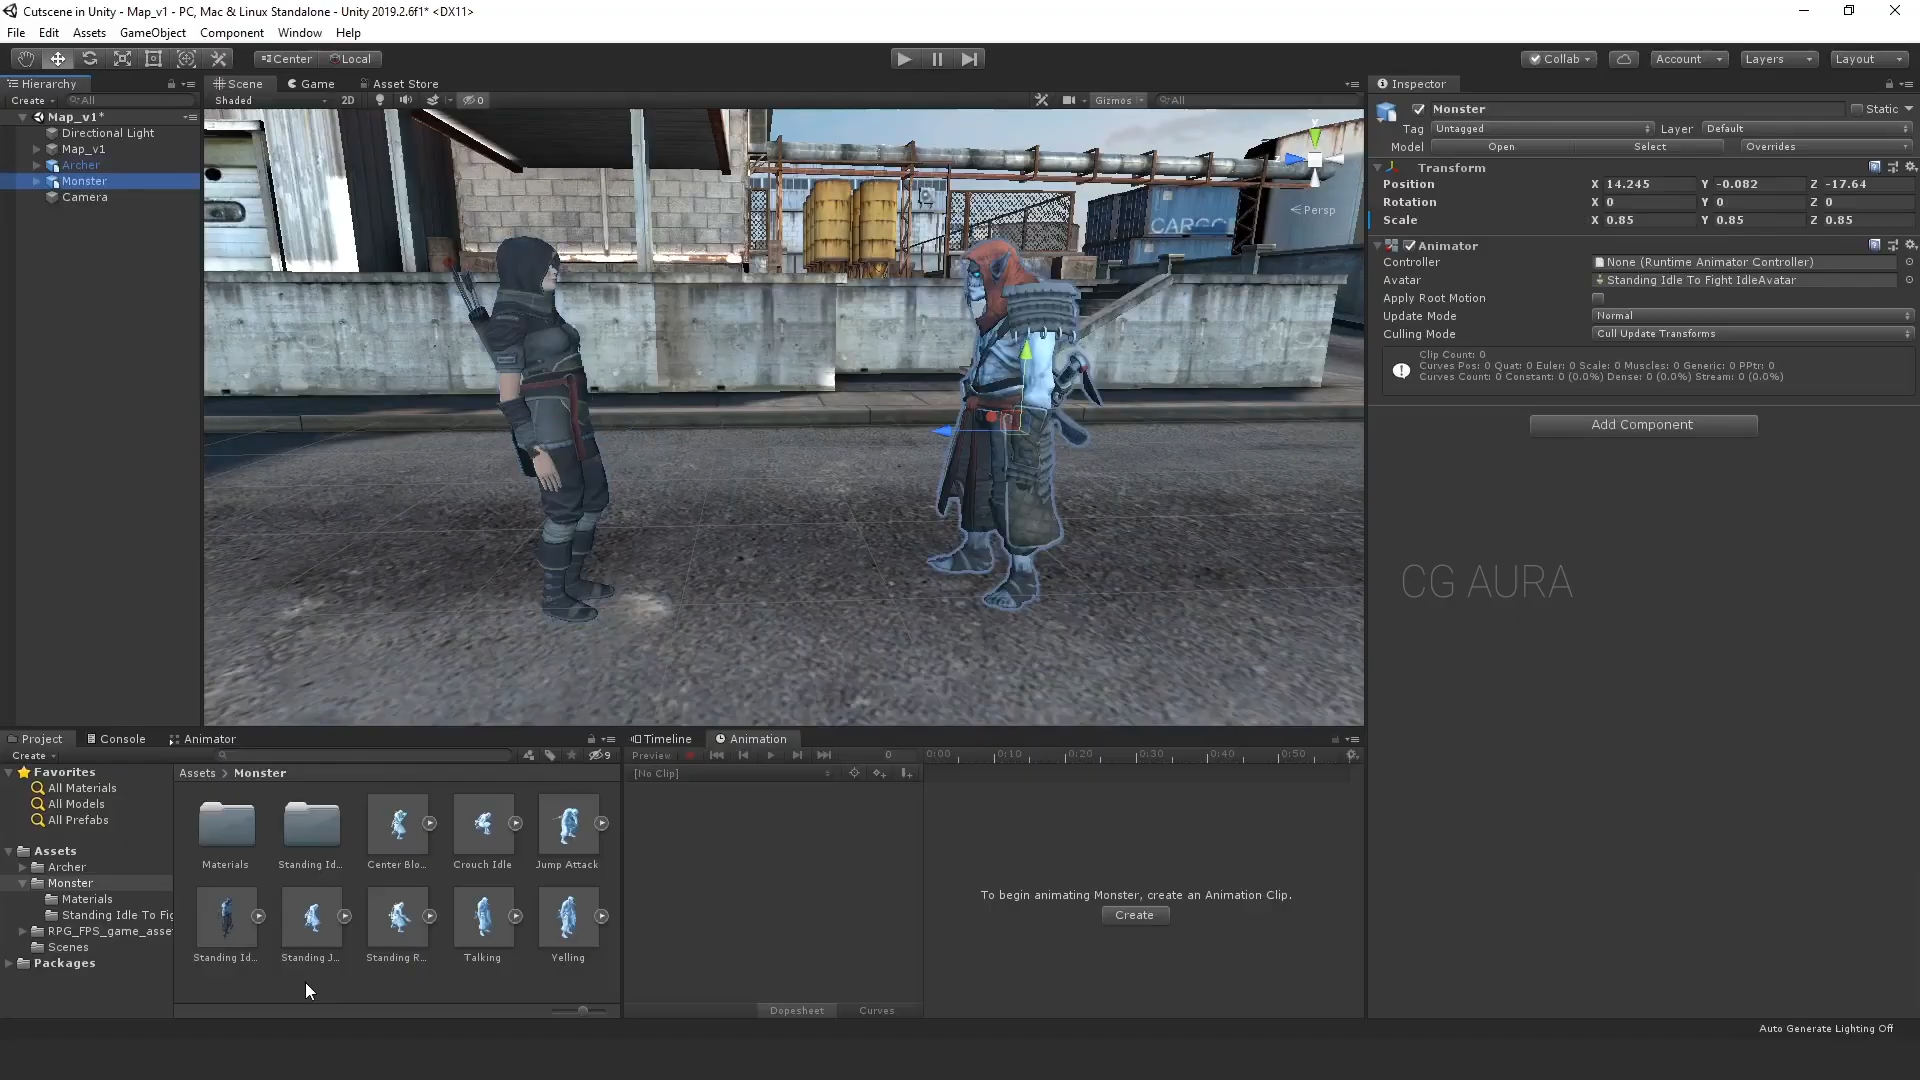 Cutscene in Unity - Map_v1 - PC, Mac & Linux Standalone - Unity 2019.2.6f1* <DX11>
File Edit Assets GameObject Component Window Help
Center Local
Collab Account Layers Layout
Hierarchy
Create All
Map_v1*
Directional Light
Map_v1
Archer
Monster
Camera
Scene Game Asset Store
Shaded 2D 0 Gizmos All
y
Persp
CARGO
Inspector
Monster Static
Tag Untagged Layer Default
Model Open Select Overrides
Transform
Position X 14.245 Y -0.082 Z -17.64
Rotation X 0 Y 0 Z 0
Scale X 0.85 Y 0.85 Z 0.85
Animator
Controller None (Runtime Animator Controller)
Avatar Standing Idle To Fight IdleAvatar
Apply Root Motion
Update Mode Normal
Culling Mode Cull Update Transforms
Clip Count: 0
Curves Pos: 0 Quat: 0 Euler: 0 Scale: 0 Muscles: 0 Generic: 0 PPtr: 0
Curves Count: 0 Constant: 0 (0.0%) Dense: 0 (0.0%) Stream: 0 (0.0%)
Add Component
CG AURA
Project Console Animator
Create 9
Favorites
All Materials
All Models
All Prefabs
Assets
Archer
Monster
Materials
Standing Idle To Fig
RPG_FPS_game_asse
Scenes
Packages
Assets > Monster
Materials Standing Id... Center Blo... Crouch Idle Jump Attack
Standing Id... Standing J... Standing R... Talking Yelling
Timeline Animation
Preview 0 0:00 0:10 0:20 0:30 0:40 0:50
[No Clip]
To begin animating Monster, create an Animation Clip.
Create
Dopesheet Curves
Auto Generate Lighting Off